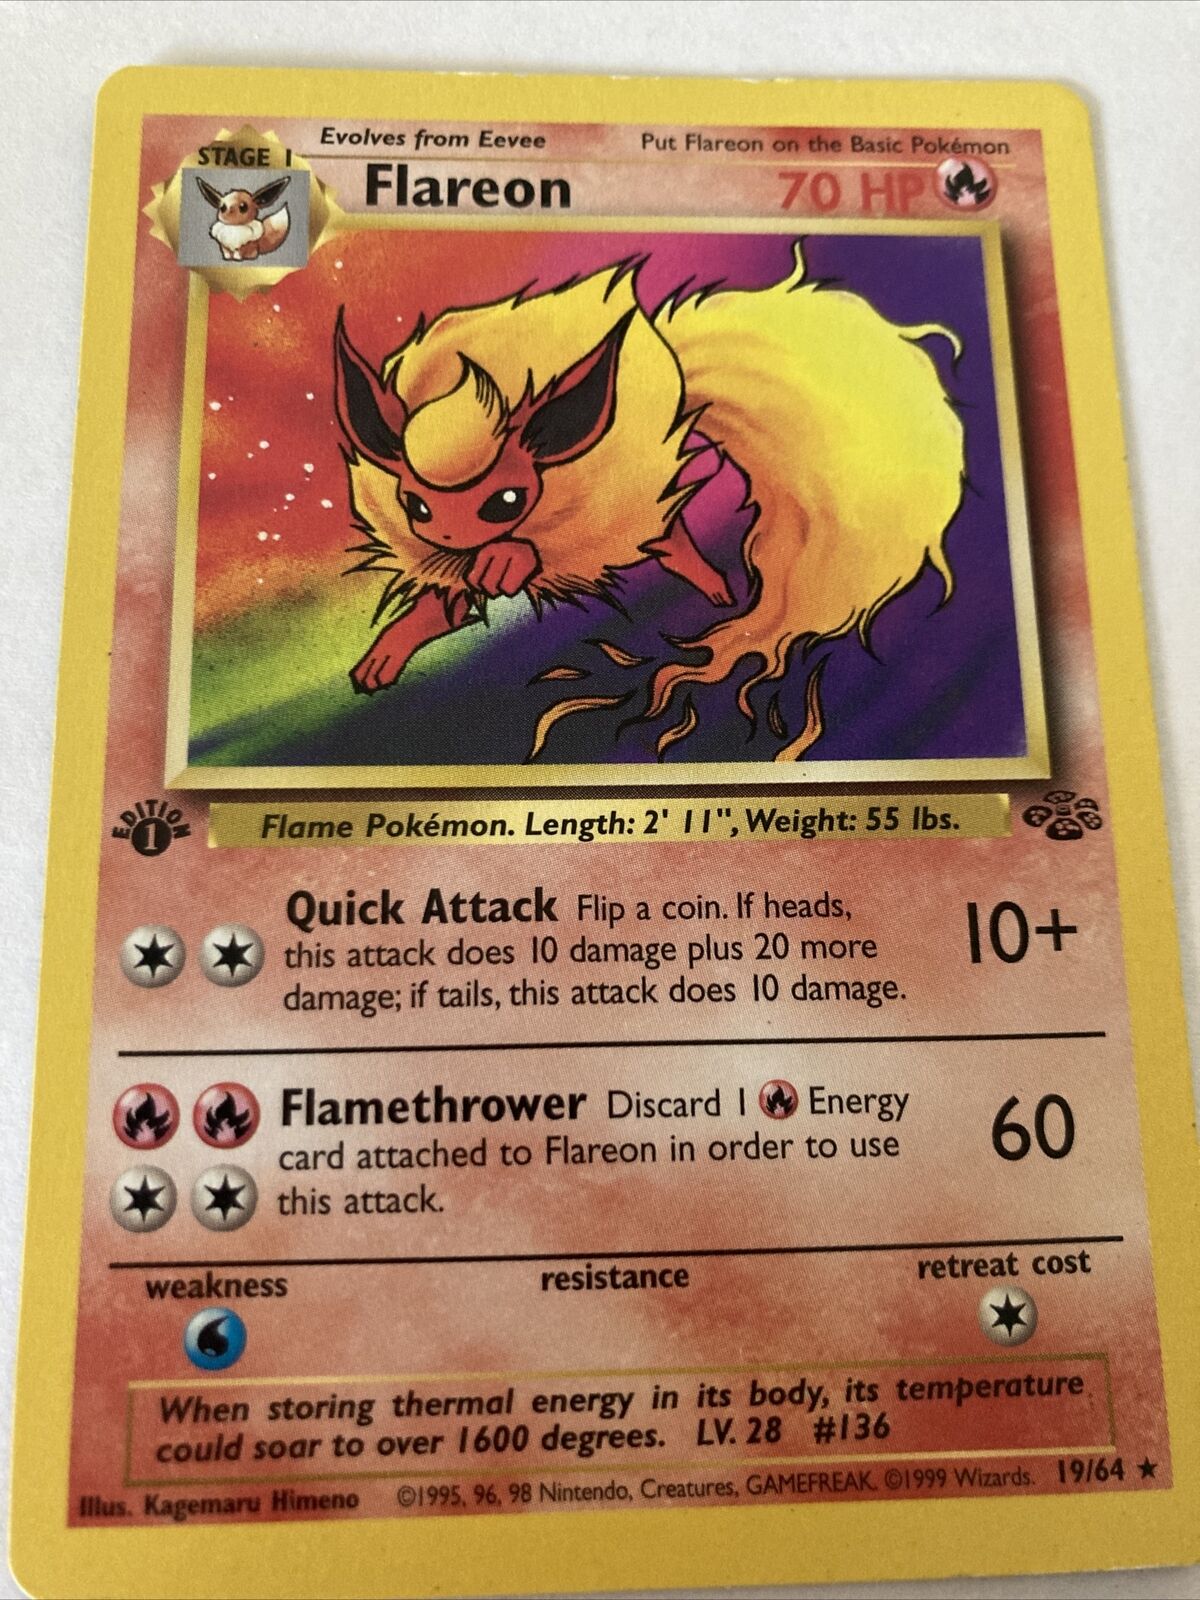 Evolves from Eevee
Put Flareon on the Basic Pokémon
STAGE 1
Flareon
70 HP
EDITION
1
Flame Pokémon. Length: 2' 11", Weight: 55 lbs.
Quick Attack Flip a coin. If heads,
this attack does 10 damage plus 20 more
damage; if tails, this attack does 10 damage.
10+
Flamethrower Discard 1 Energy
card attached to Flareon in order to use
this attack.
60
weakness
resistance
retreat cost
When storing thermal energy in its body, its temperature
could soar to over 1600 degrees. LV. 28 #136
Illus. Kagemaru Himeno ©1995, 96, 98 Nintendo, Creatures, GAMEFREAK. ©1999 Wizards. 19/64 ★